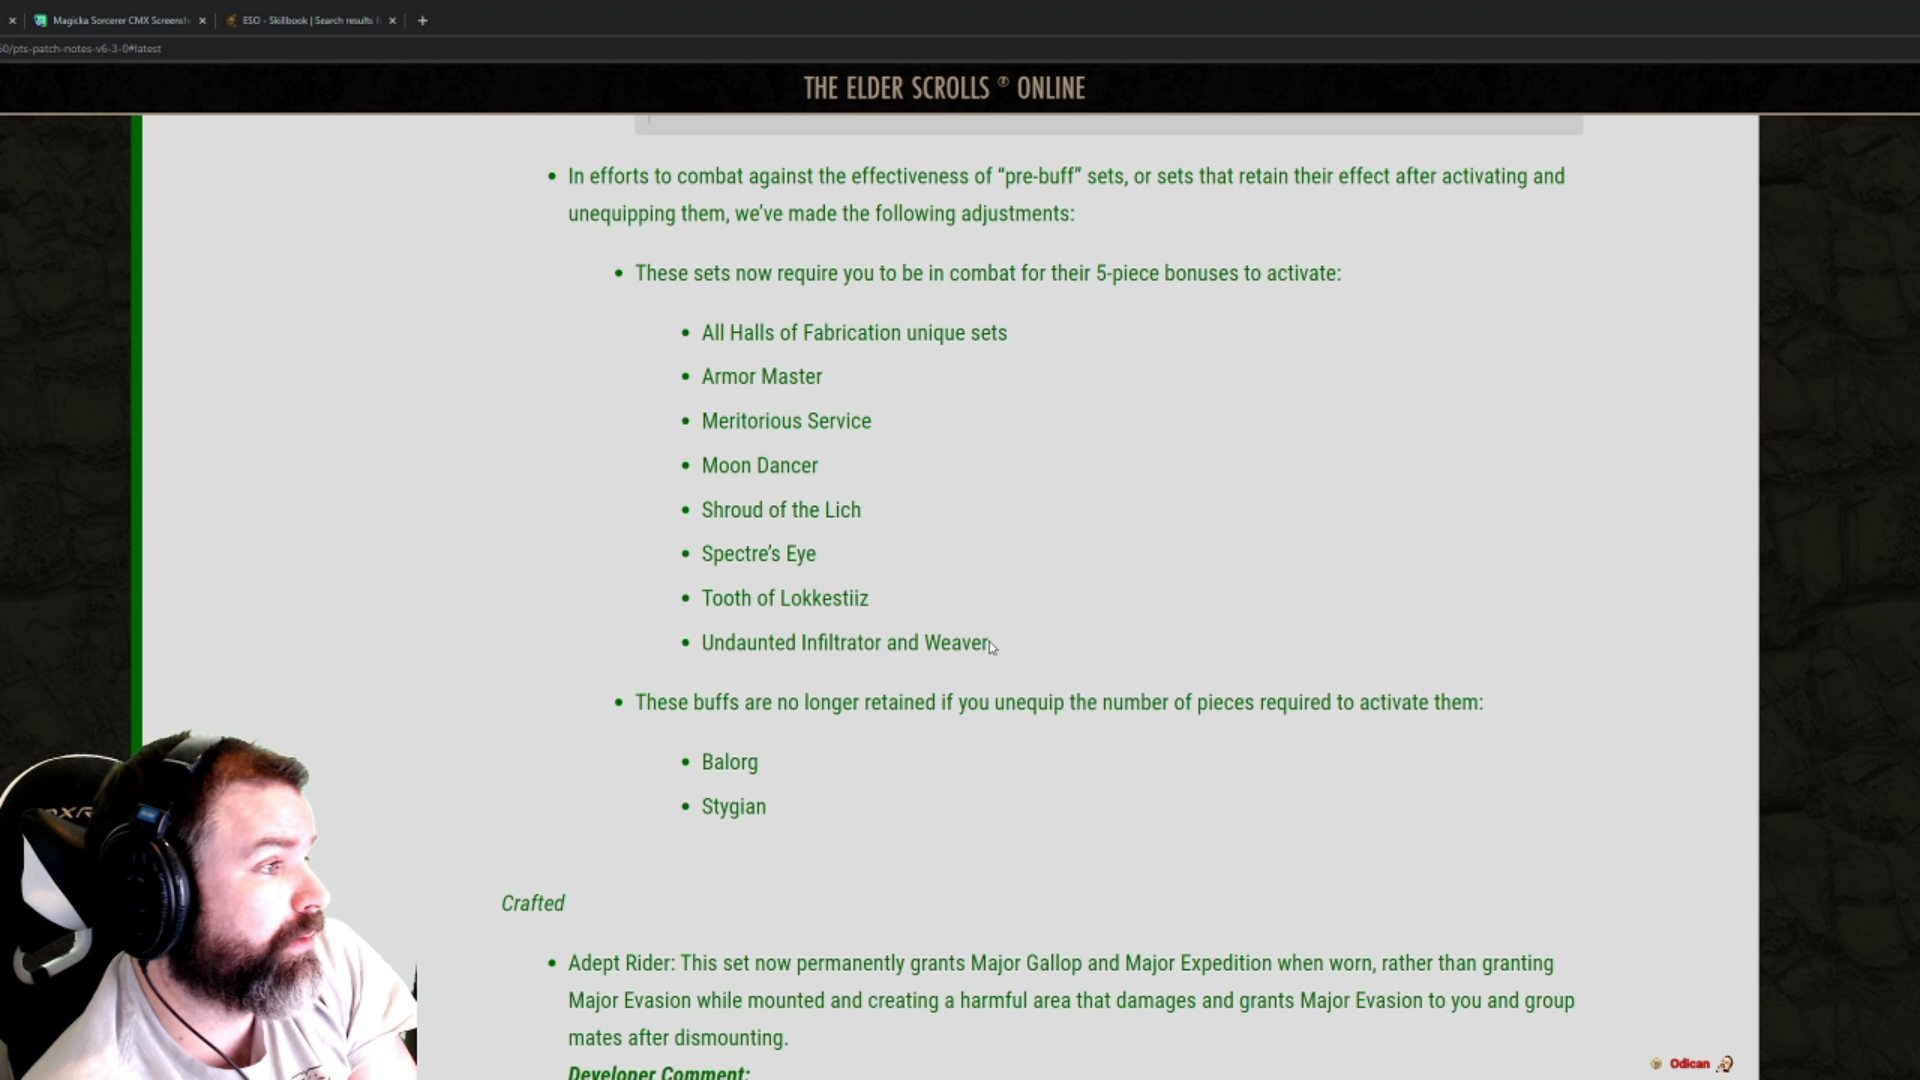 Magicka Sorcerer CMX Screensh
ESO - Skillbook | Search results f
50/pts-patch-notes-v6-3-0#latest
THE ELDER SCROLLS ® ONLINE
• In efforts to combat against the effectiveness of “pre-buff” sets, or sets that retain their effect after activating and
unequipping them, we’ve made the following adjustments:
• These sets now require you to be in combat for their 5-piece bonuses to activate:
• All Halls of Fabrication unique sets
• Armor Master
• Meritorious Service
• Moon Dancer
• Shroud of the Lich
• Spectre’s Eye
• Tooth of Lokkestiiz
• Undaunted Infiltrator and Weaver
• These buffs are no longer retained if you unequip the number of pieces required to activate them:
• Balorg
• Stygian
Crafted
• Adept Rider: This set now permanently grants Major Gallop and Major Expedition when worn, rather than granting
Major Evasion while mounted and creating a harmful area that damages and grants Major Evasion to you and group
mates after dismounting.
Developer Comment:
Odican